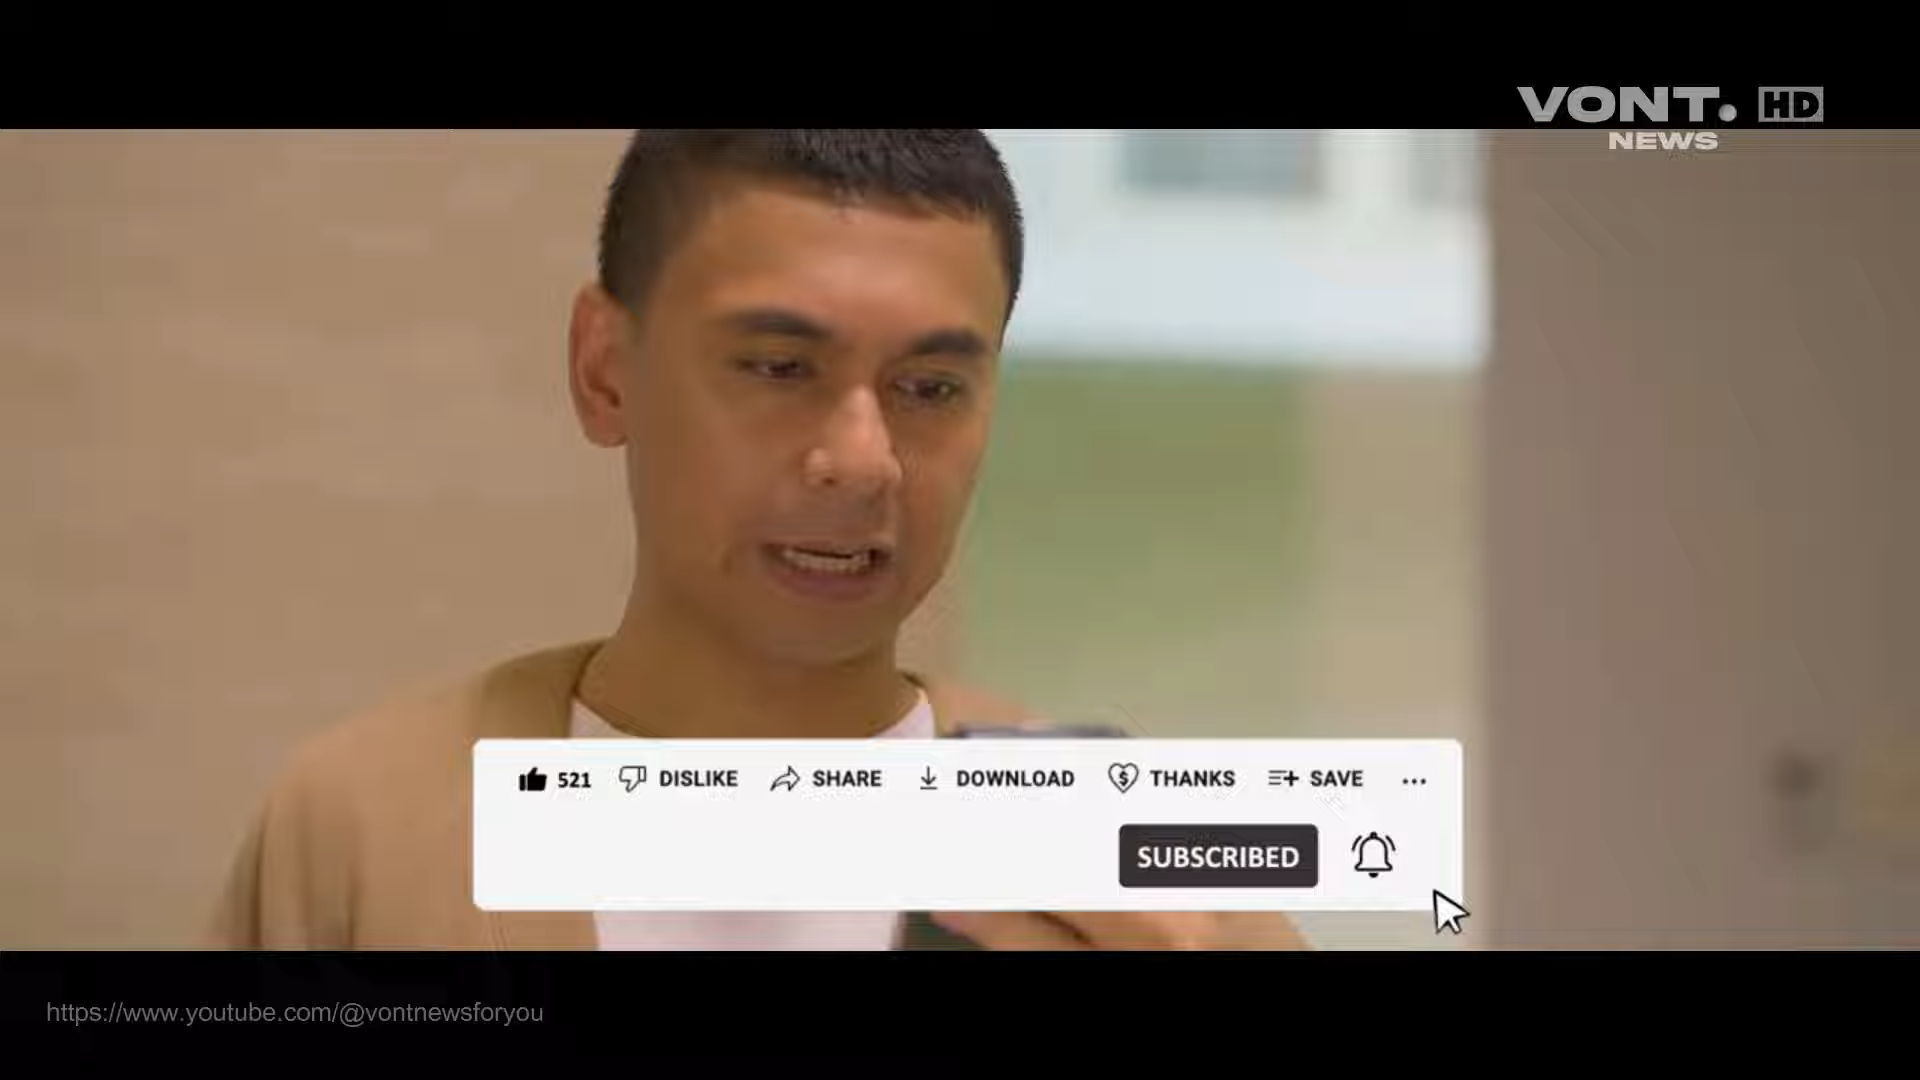 VONT. HD
NEWS
521 DISLIKE SHARE DOWNLOAD THANKS SAVE
SUBSCRIBED
https://www.youtube.com/@vontnewsforyou